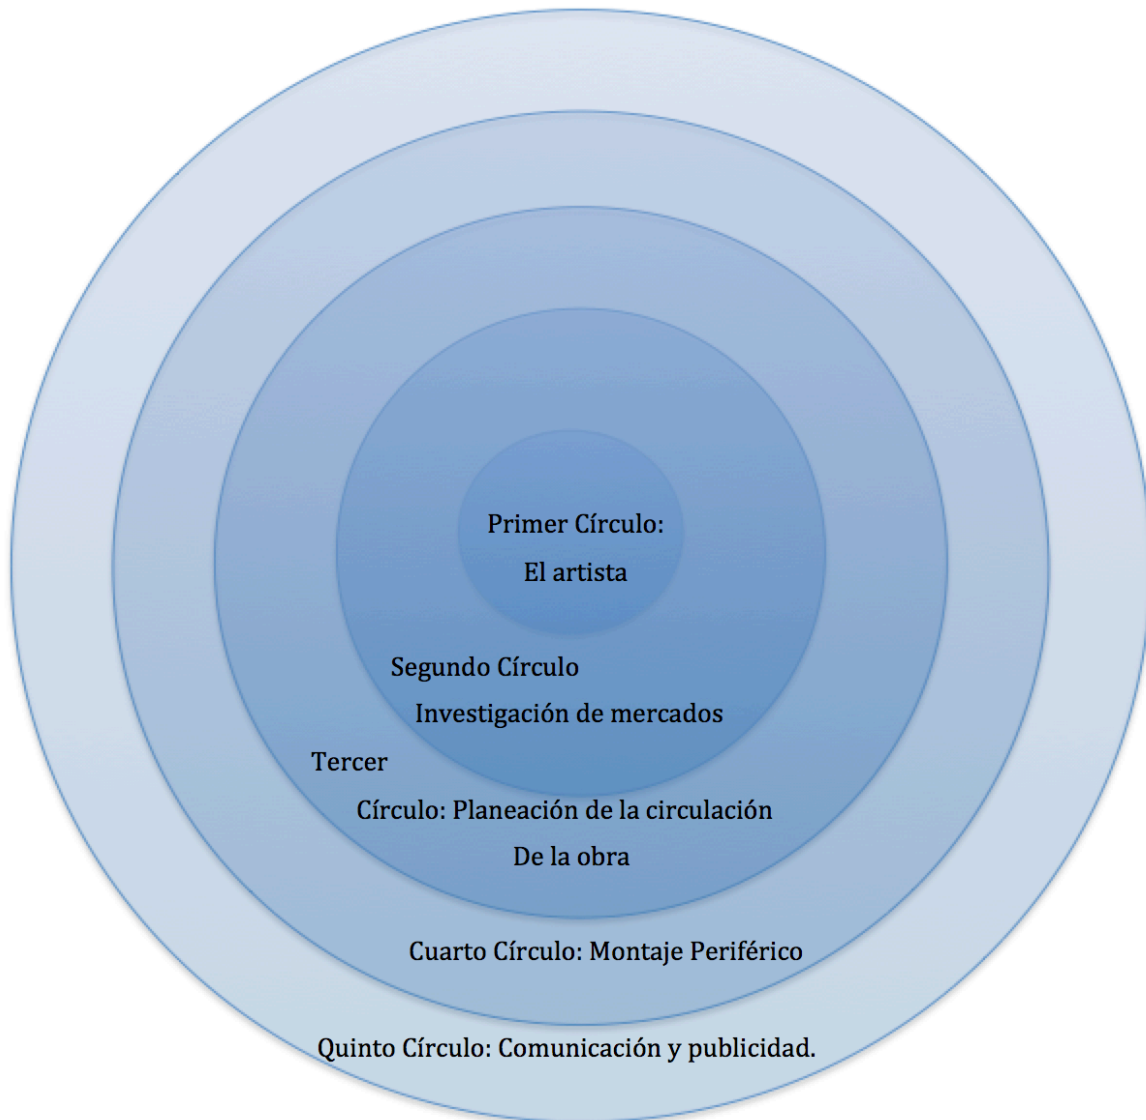 Primer Círculo:
El artista
Segundo Círculo
Investigación de mercados
Tercer
Círculo: Planeación de la circulación
De la obra
Cuarto Círculo: Montaje Periférico
Quinto Círculo: Comunicación y publicidad.